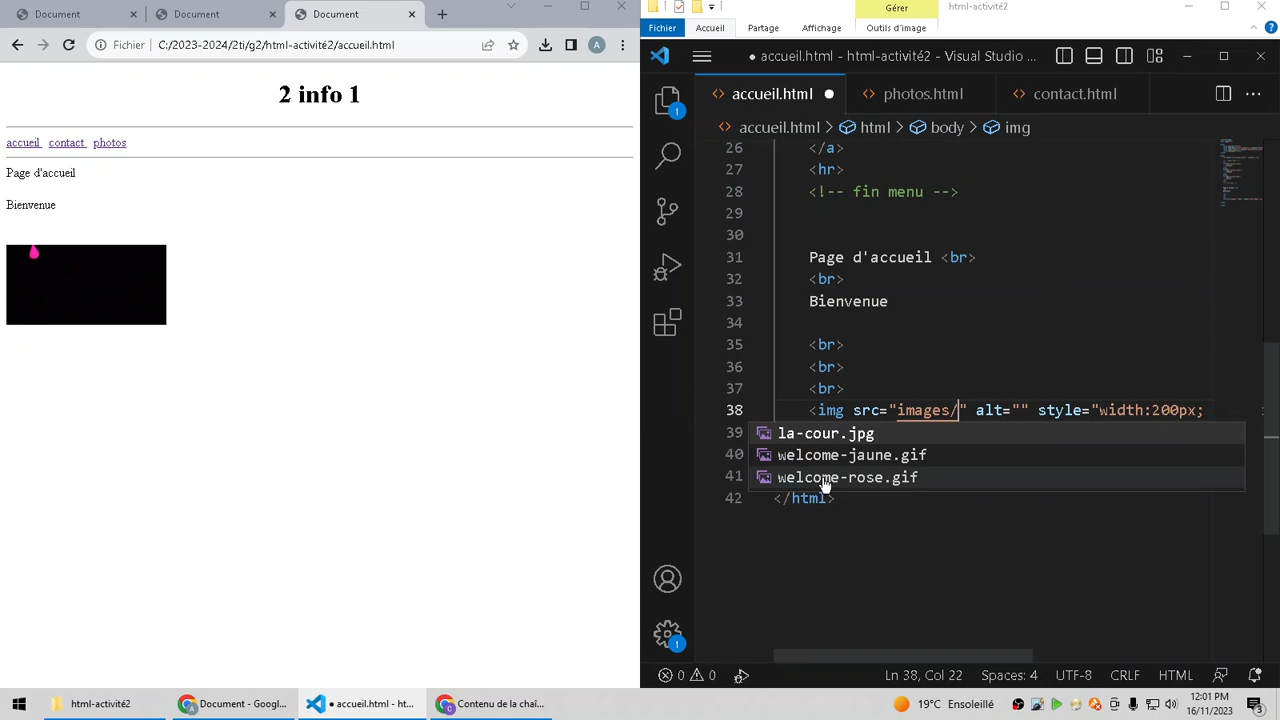 Document
Document
Document
Fichier
C:/2023-2024/prg2/html-activité2/accueil.html
A
2 info 1
accueil contact photos
Page d'accueil
Bienvenue
Gérer
html-activité2
Fichier
Accueil
Partage
Affichage
Outils d'image
● accueil.html - html-activité2 - Visual Studio ...
accueil.html ●
photos.html
contact.html
accueil.html > html > body > img
26 </a>
27 <hr>
28 <!-- fin menu -->
29
30
31 Page d'accueil <br>
32 <br>
33 Bienvenue
34
35 <br>
36 <br>
37 <br>
38 <img src="images/" alt="" style="width:200px;
39 la-cour.jpg
40 welcome-jaune.gif
41 welcome-rose.gif
42 </html>
1
1
0 0
Ln 38, Col 22
Spaces: 4
UTF-8
CRLF
HTML
html-activité2
Document - Googl...
● accueil.html - ht...
Contenu de la chaî...
19°C Ensoleillé
12:01 PM
16/11/2023
3